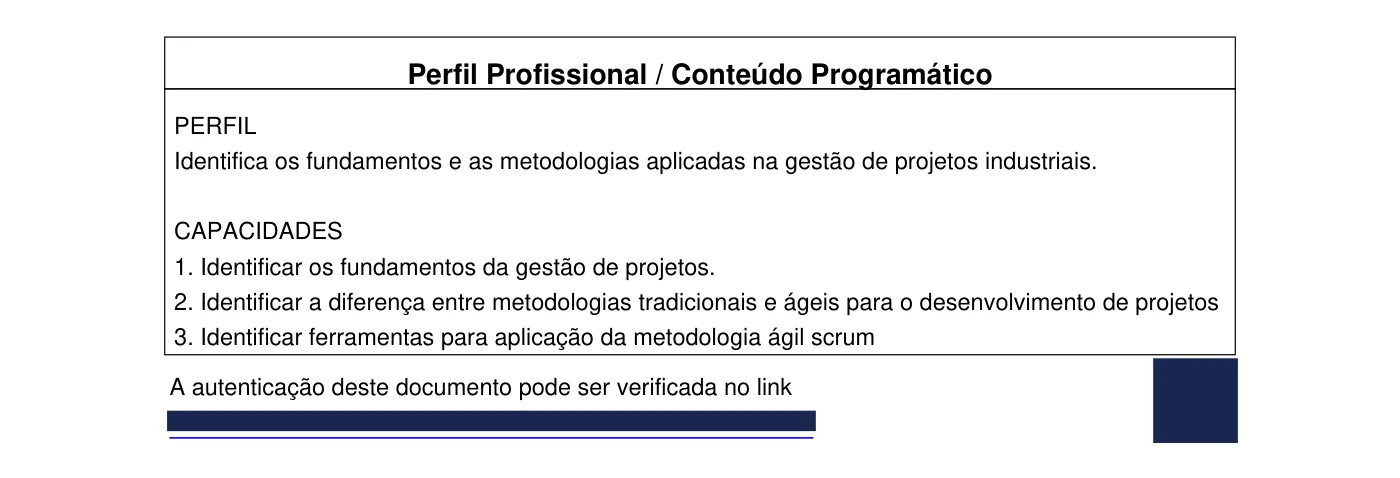 Perfil Profissional / Conteúdo Programático
PERFIL
Identifica os fundamentos e as metodologias aplicadas na gestão de projetos industriais.
CAPACIDADES
1. Identificar os fundamentos da gestão de projetos.
2. Identificar a diferença entre metodologias tradicionais e ágeis para o desenvolvimento de projetos
3. Identificar ferramentas para aplicação da metodologia ágil scrum
A autenticação deste documento pode ser verificada no link